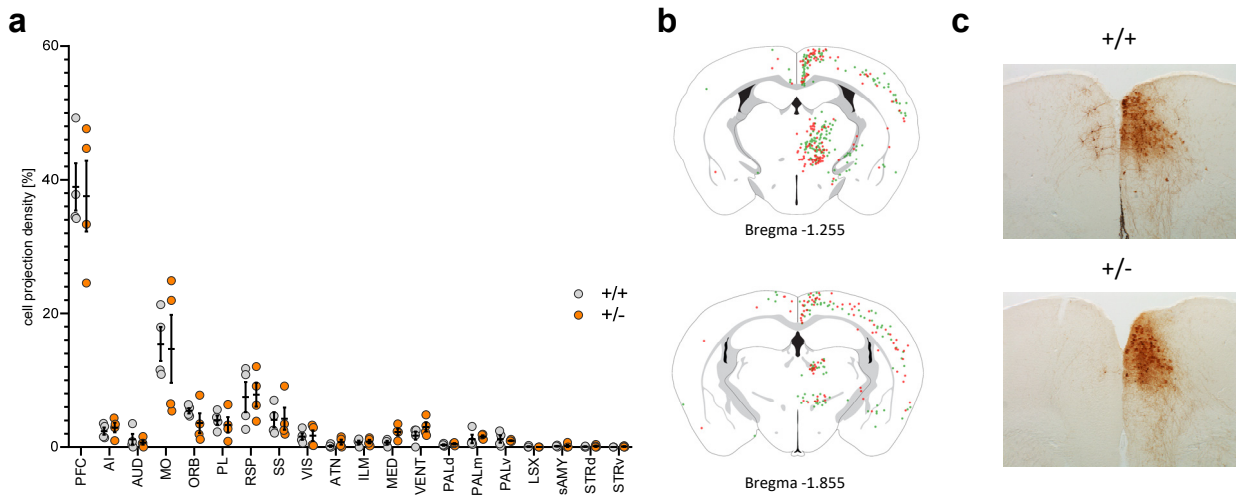 a
b
c
60
40
20
0
cell projection density [%]
+/+
+/-
PFC
AI
AUD
MO
ORB
PL
RSP
SS
VIS
ATN
ILM
MED
VENT
PALd
PALm
PALv
LSX
sAMY
STRd
STRv
Bregma -1.255
Bregma -1.855
+/+
+/-